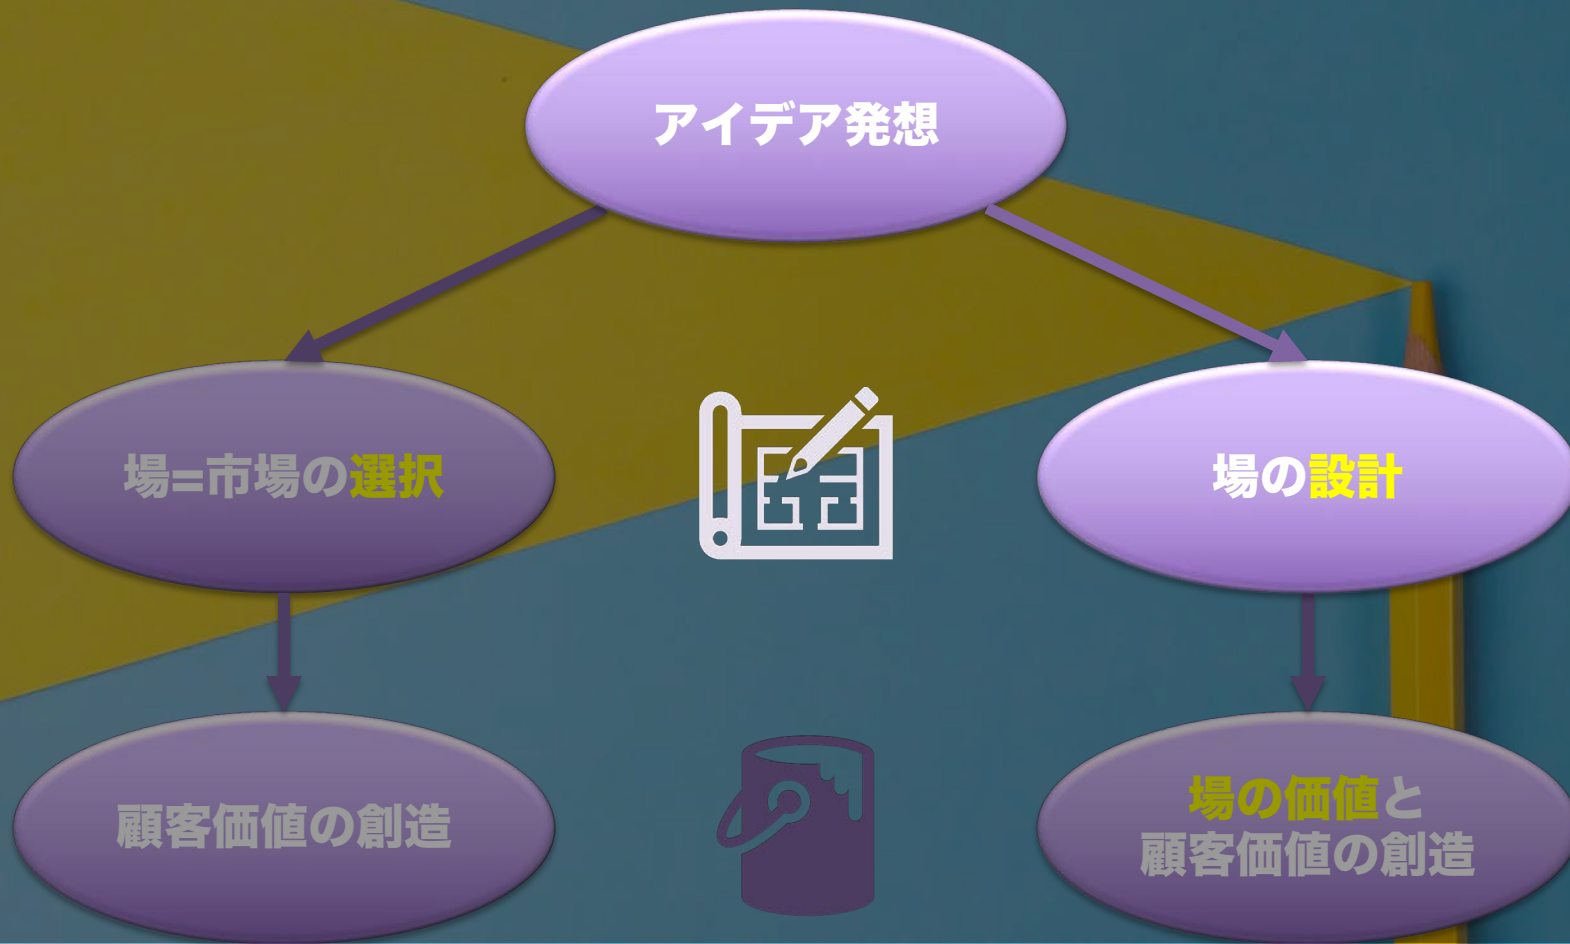 アイデア発想
場=市場の選択
場の設計
顧客価値の創造
場の価値と
顧客価値の創造